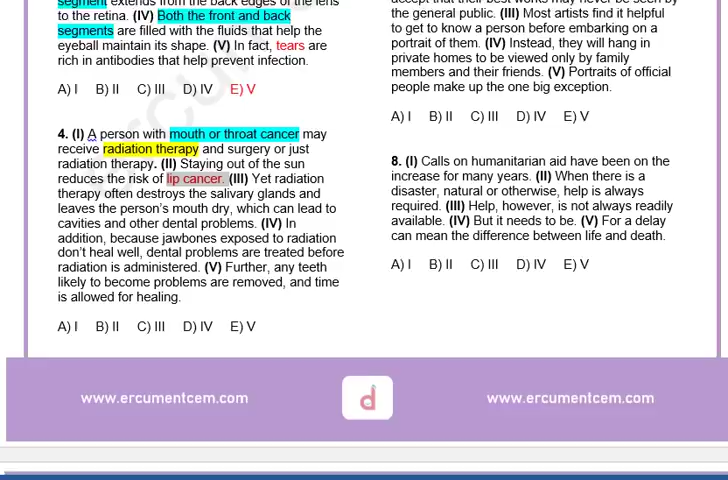 segment extends from the back edges of the lens
to the retina. (IV) Both the front and back
segments are filled with the fluids that help the
eyeball maintain its shape. (V) In fact, tears are
rich in antibodies that help prevent infection.
A) I B) II C) III D) IV E) V
4. (I) A person with mouth or throat cancer may
receive radiation therapy and surgery or just
radiation therapy. (II) Staying out of the sun
reduces the risk of lip cancer. (III) Yet radiation
therapy often destroys the salivary glands and
leaves the person's mouth dry, which can lead to
cavities and other dental problems. (IV) In
addition, because jawbones exposed to radiation
don't heal well, dental problems are treated before
radiation is administered. (V) Further, any teeth
likely to become problems are removed, and time
is allowed for healing.
A) I B) II C) III D) IV E) V
accept that their best works may never be seen by
the general public. (III) Most artists find it helpful
to get to know a person before embarking on a
portrait of them. (IV) Instead, they will hang in
private homes to be viewed only by family
members and their friends. (V) Portraits of official
people make up the one big exception.
A) I B) II C) III D) IV E) V
8. (I) Calls on humanitarian aid have been on the
increase for many years. (II) When there is a
disaster, natural or otherwise, help is always
required. (III) Help, however, is not always readily
available. (IV) But it needs to be. (V) For a delay
can mean the difference between life and death.
A) I B) II C) III D) IV E) V
www.ercumentcem.com
d
www.ercumentcem.com